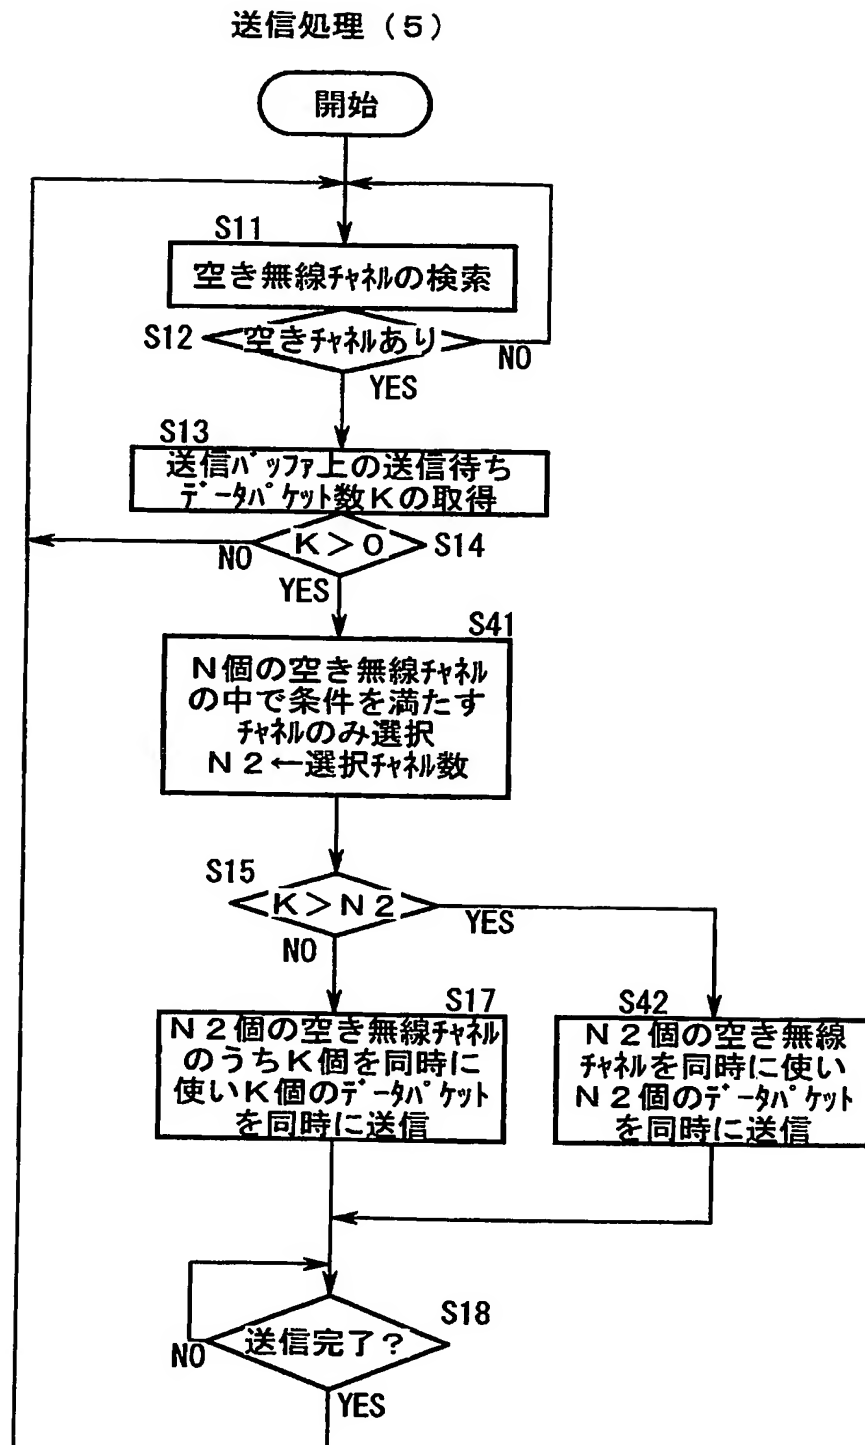 送信処理（５）
開始
S11
空き無線ﾁｬﾈﾙの検索
S12
空きﾁｬﾈﾙあり
NO
YES
S13
送信ﾊﾞｯﾌｧ上の送信待ち
ﾃﾞｰﾀﾊﾟｹｯﾄ数Ｋの取得
Ｋ＞０
S14
NO
YES
S41
Ｎ個の空き無線ﾁｬﾈﾙ
の中で条件を満たす
ﾁｬﾈﾙのみ選択
Ｎ２←選択ﾁｬﾈﾙ数
S15
Ｋ＞Ｎ２
YES
NO
S17
Ｎ２個の空き無線ﾁｬﾈﾙ
のうちＫ個を同時に
使いＫ個のﾃﾞｰﾀﾊﾟｹｯﾄ
を同時に送信
S42
Ｎ２個の空き無線
ﾁｬﾈﾙを同時に使い
Ｎ２個のﾃﾞｰﾀﾊﾟｹｯﾄ
を同時に送信
S18
送信完了？
NO
YES